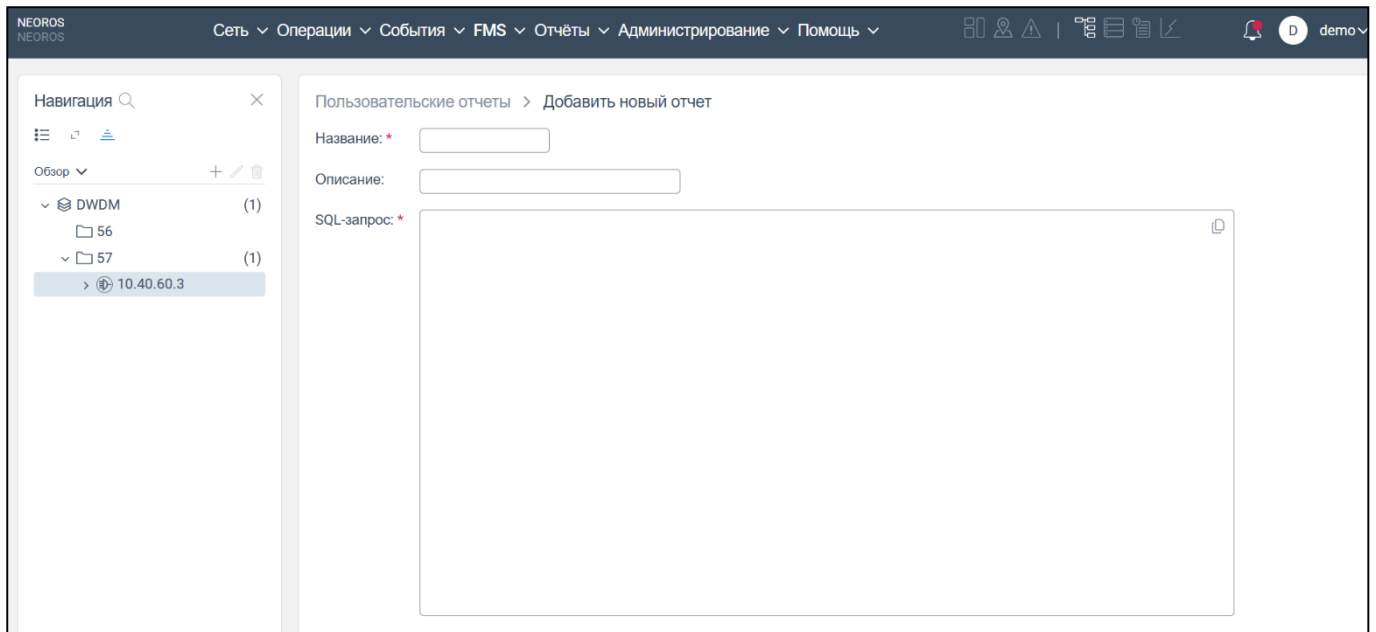 NEOROS
NEOROS
Сеть Операции События FMS Отчёты Администрирование Помощь
D demo
Навигация
Обзор
DWDM (1)
56
57 (1)
10.40.60.3
Пользовательские отчеты > Добавить новый отчет
Название: *
Описание:
SQL-запрос: *